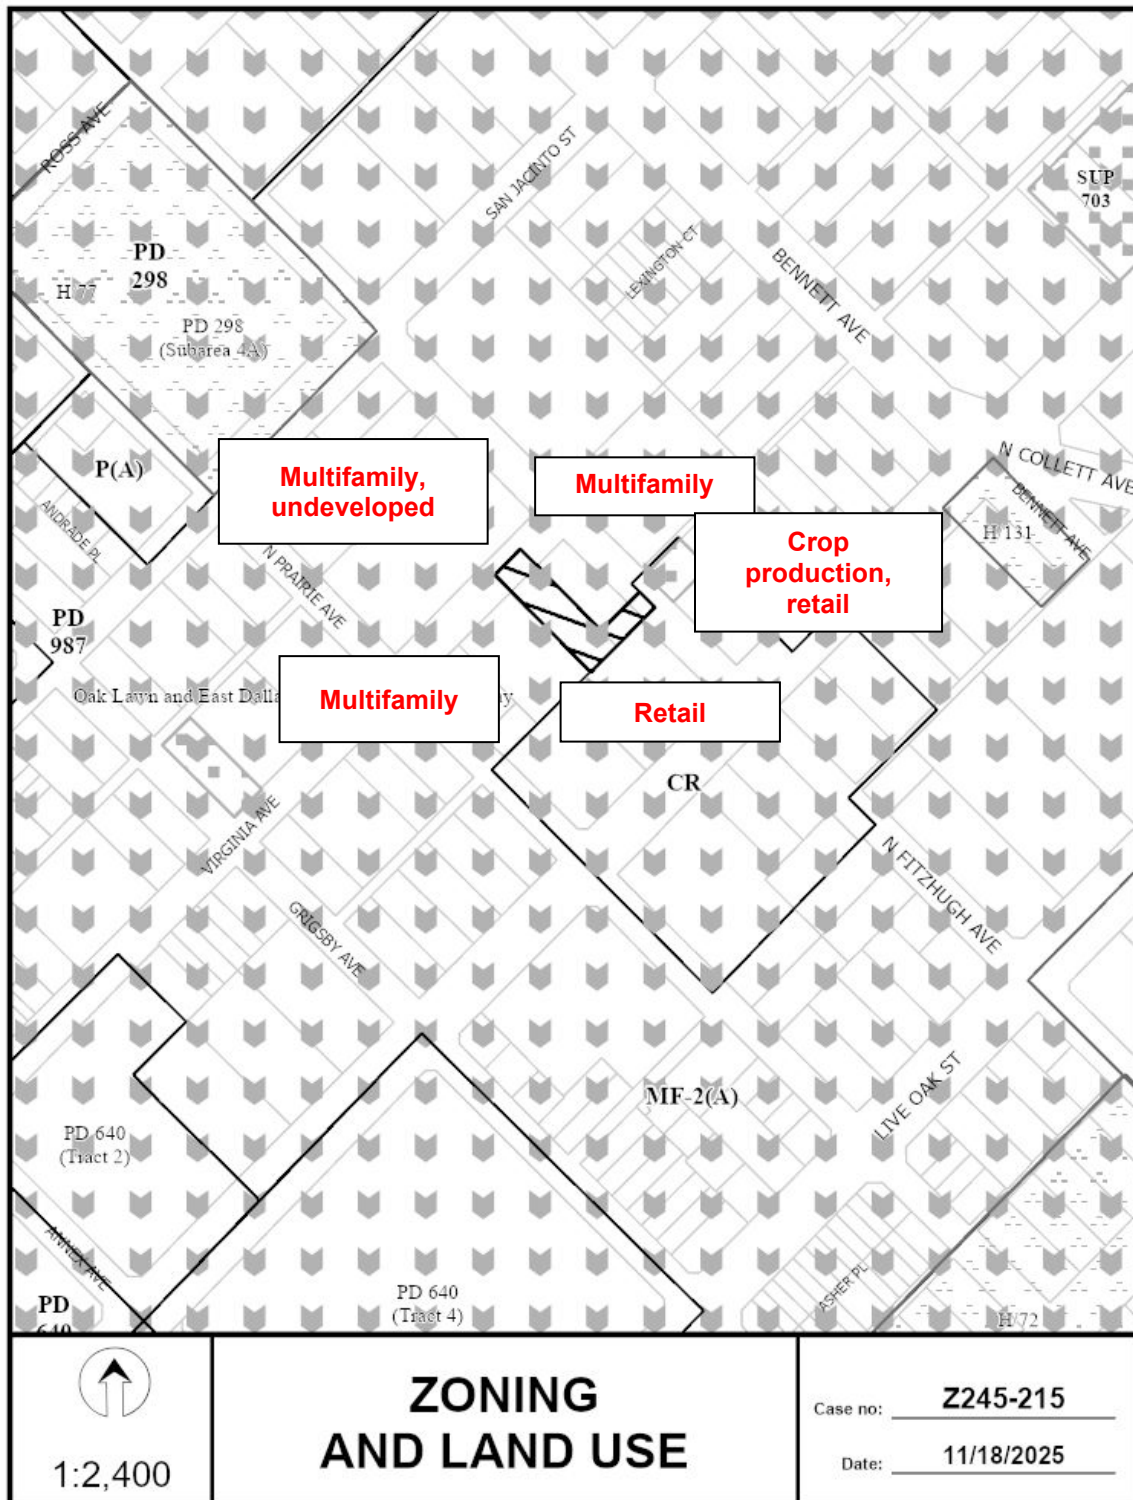 ROSS AVE
SAN JACINTO ST
SUP
703
PD
298
H/77
LEXINGTON CT
BENNETT AVE
PD 298
(Subarea 4A)
P(A)
Multifamily,
undeveloped
Multifamily
N COLLETT AVE
BENNETT AVE
ANDRADE PL
H/131
Crop
production,
retail
N PRAIRIE AVE
PD
987
Oak Lawn and East Dalla
Multifamily
Retail
CR
VIRGINIA AVE
N FITZHUGH AVE
GRIGSBY AVE
MF-2(A)
LIVE OAK ST
PD 640
(Tract 2)
ANNEX AVE
PD
640
PD 640
(Tract 4)
ASHER PL
H/72
1:2,400
ZONING
AND LAND USE
Case no: Z245-215
Date: 11/18/2025